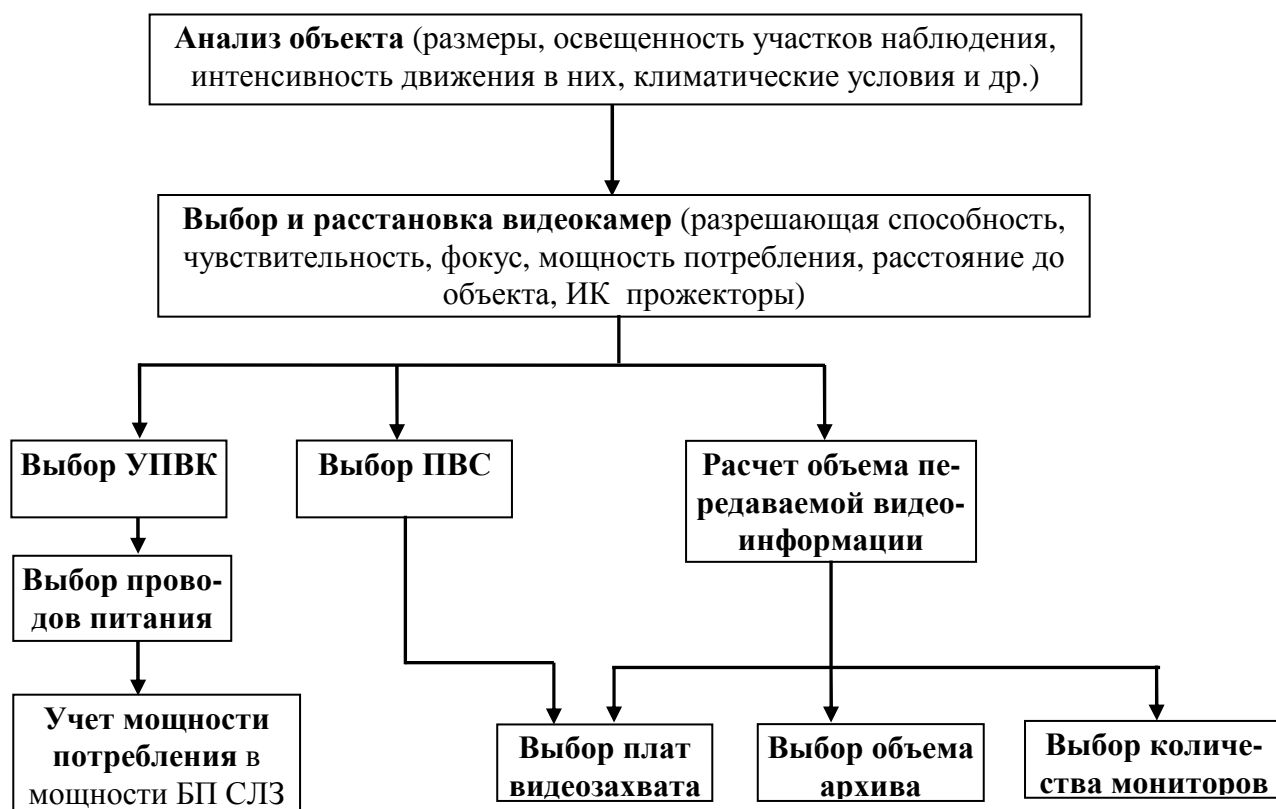 Анализ объекта (размеры, освещенность участков наблюдения,
интенсивность движения в них, климатические условия и др.)
Выбор и расстановка видеокамер (разрешающая способность,
чувствительность, фокус, мощность потребления, расстояние до
объекта, ИК прожекторы)
Выбор УПВК
Выбор ПВС
Расчет объема пе-
редаваемой видео-
информации
Выбор прово-
дов питания
Учет мощности
потребления в
мощности БП СЛЗ
Выбор плат
видеозахвата
Выбор объема
архива
Выбор количе-
ства мониторов